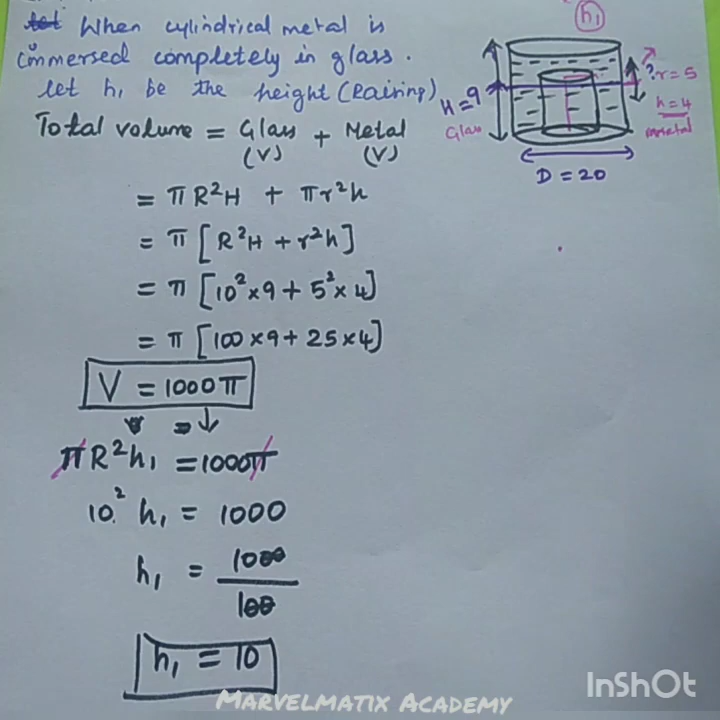 When cylindrical metal is
immersed completely in glass.
let h₁ be the height (Raising)
Total volume = Glass + Metal
(V) (V)
= πR²H + πr²h
= π[R²H + r²h]
= π[10²×9 + 5²×4]
= π[100×9 + 25×4]
V = 1000π
πR²h₁ = 1000π
10² h₁ = 1000
h₁ = 1000/100
h₁ = 10
h₁
H = 9
Glass
? r = 5
h = 4
metal
D = 20
InShOt
MARVELMATIX ACADEMY